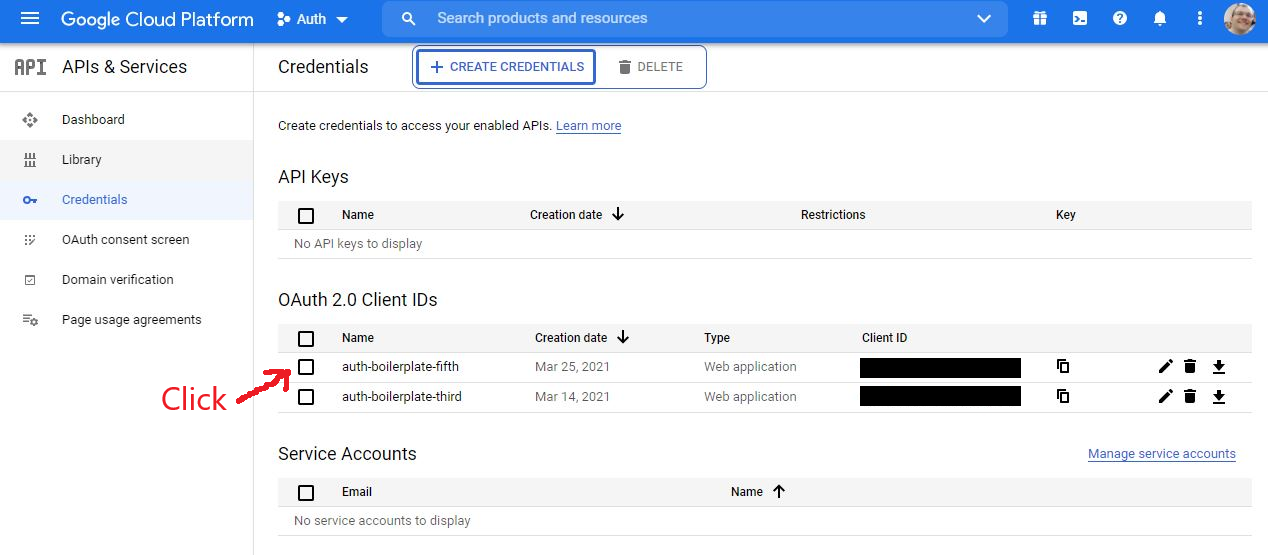 Google Cloud Platform Auth Search products and resources
API APIs & Services Credentials + CREATE CREDENTIALS DELETE
Dashboard
Library
Credentials
OAuth consent screen
Domain verification
Page usage agreements
Create credentials to access your enabled APIs. Learn more
API Keys
Name Creation date Restrictions Key
No API keys to display
OAuth 2.0 Client IDs
Name Creation date Type Client ID
auth-boilerplate-fifth Mar 25, 2021 Web application
Click
auth-boilerplate-third Mar 14, 2021 Web application
Service Accounts Manage service accounts
Email Name
No service accounts to display